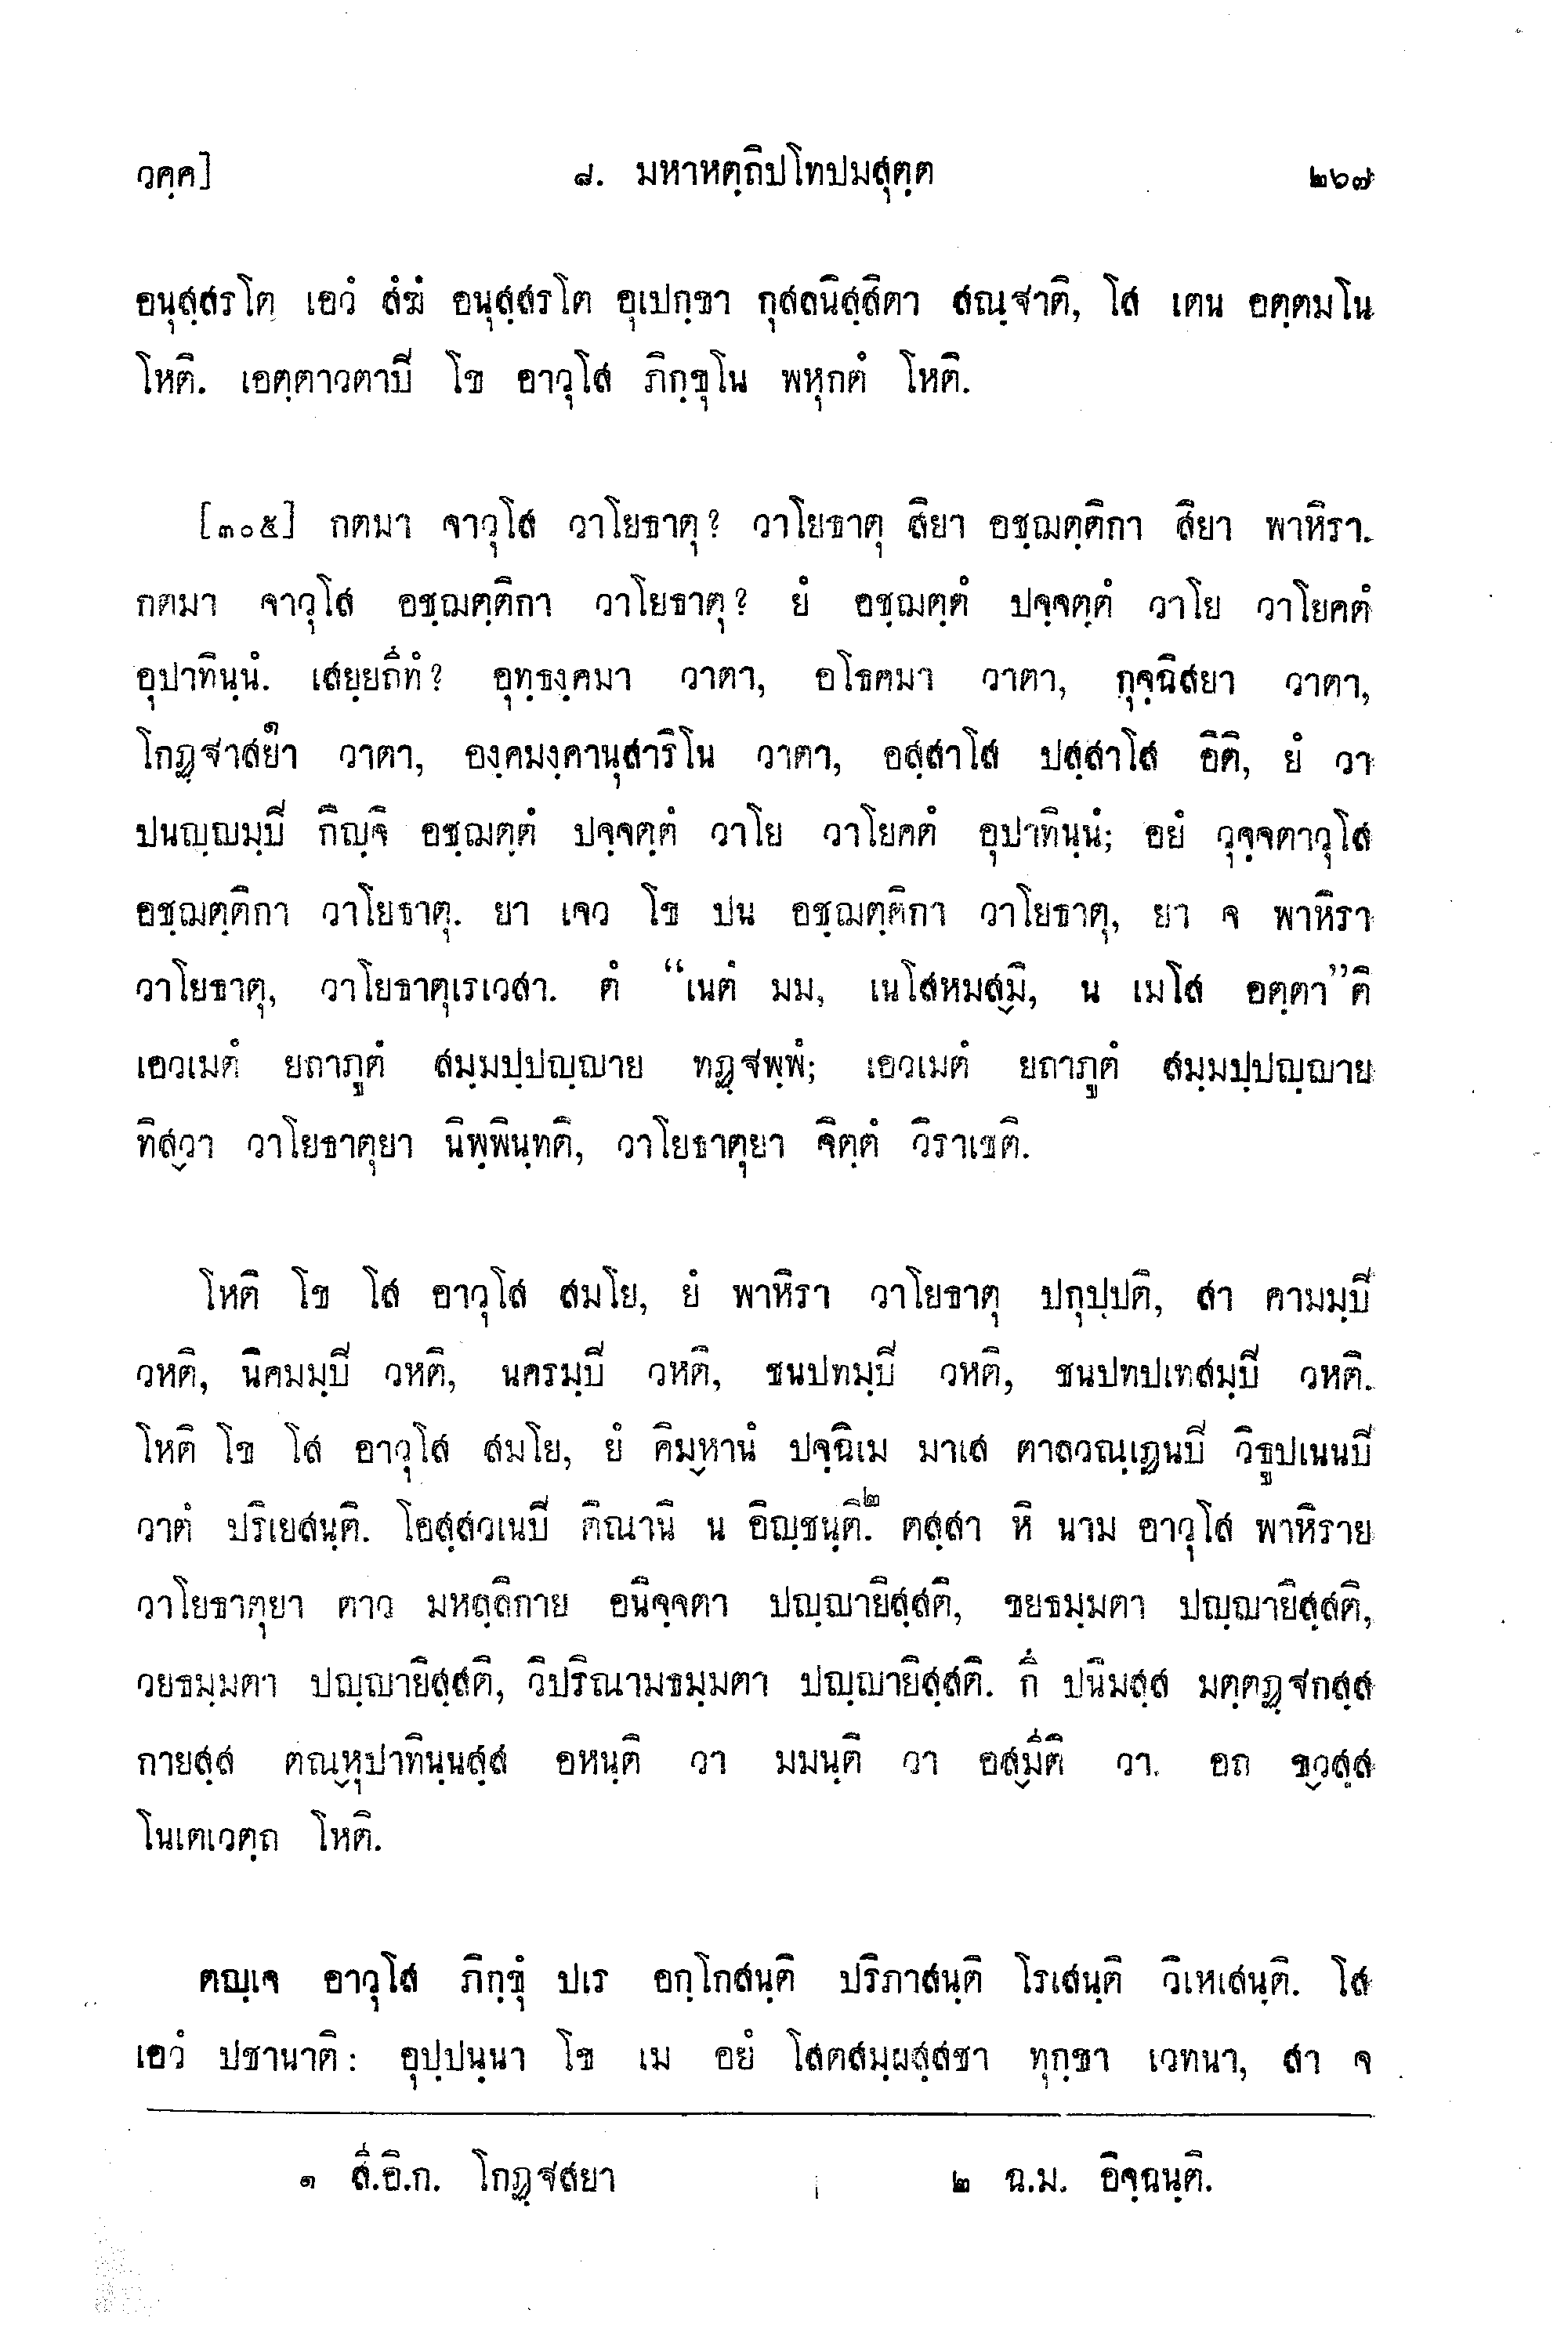 วคฺค] ๘. มหาหตฺถิปโทปมสุตฺต ๒๖๗
อนุสฺสรโต เอวํ สํฆํ อนุสฺสรโต อุเปกฺขา กุสลนิสฺสิตา สณฺฐาติ, โส เตน อตฺตมโน
โหติ. เอตฺตาวตาปิ โข อาวุโส ภิกฺขุโน พหุกตํ โหติ.
[๓๐๕] กตมา จาวุโส วาโยธาตุ? วาโยธาตุ สิยา อชฺฌตฺติกา สิยา พาหิรา.
กตมา จาวุโส อชฺฌตฺติกา วาโยธาตุ? ยํ อชฺฌตฺตํ ปจฺจตฺตํ วาโย วาโยคตํ
อุปาทินฺนํ. เสยฺยถีทํ? อุทฺธงฺคมา วาตา, อโธคมา วาตา, กุจฺฉิสยา วาตา,
โกฏฺฐาสยา๑ วาตา, องฺคมงฺคานุสาริโน วาตา, อสฺสาโส ปสฺสาโส อิติ, ยํ วา
ปนญฺญมฺปิ กิญฺจิ อชฺฌตฺตํ ปจฺจตฺตํ วาโย วาโยคตํ อุปาทินฺนํ; อยํ วุจฺจตาวุโส
อชฺฌตฺติกา วาโยธาตุ. ยา เจว โข ปน อชฺฌตฺติกา วาโยธาตุ, ยา จ พาหิรา
วาโยธาตุ, วาโยธาตุเรเวสา. ตํ “เนตํ มม, เนโสหมสฺมิ, น เมโส อตฺตา”ติ
เอวเมตํ ยถาภูตํ สมฺมปฺปญฺญาย ทฏฺฐพฺพํ; เอวเมตํ ยถาภูตํ สมฺมปฺปญฺญาย
ทิสฺวา วาโยธาตุยา นิพฺพินฺทติ, วาโยธาตุยา จิตฺตํ วิราเชติ.
โหติ โข โส อาวุโส สมโย, ยํ พาหิรา วาโยธาตุ ปกุปฺปติ, สา คามมฺปิ
วหติ, นิคมมฺปิ วหติ, นครมฺปิ วหติ, ชนปทมฺปิ วหติ, ชนปทปเทสมฺปิ วหติ.
โหติ โข โส อาวุโส สมโย, ยํ คิมฺหานํ ปจฺฉิเม มาเส ตาลวณฺเฏนปิ วิธูปเนนปิ
วาตํ ปริเยสนฺติ. โอสฺสวเนปิ ติณานิ น อิญฺชนฺติ.๒ ตสฺสา หิ นาม อาวุโส พาหิราย
วาโยธาตุยา ตาว มหลฺลิกาย อนิจฺจตา ปญฺญายิสฺสติ, ขยธมฺมตา ปญฺญายิสฺสติ,
วยธมฺมตา ปญฺญายิสฺสติ, วิปริณามธมฺมตา ปญฺญายิสฺสติ. กึ ปนิมสฺส มตฺตฏฺฐกสฺส
กายสฺส ตณฺหุปาทินฺนสฺส อหนฺติ วา มมนฺติ วา อสฺมีติ วา. อถ ขฺวสฺส
โนเตเวตฺถ โหติ.
ตญฺเจ อาวุโส ภิกฺขุํ ปเร อกฺโกสนฺติ ปริภาสนฺติ โรเสนฺติ วิเหเสนฺติ. โส
เอวํ ปชานาติ: อุปฺปนฺนา โข เม อยํ โสตสมฺผสฺสชา ทุกฺขา เวทนา, สา จ
๑ สี.อิ.ก. โกฏฺฐสยา ๒ ฉ.ม. อิจฺฉนฺติ.